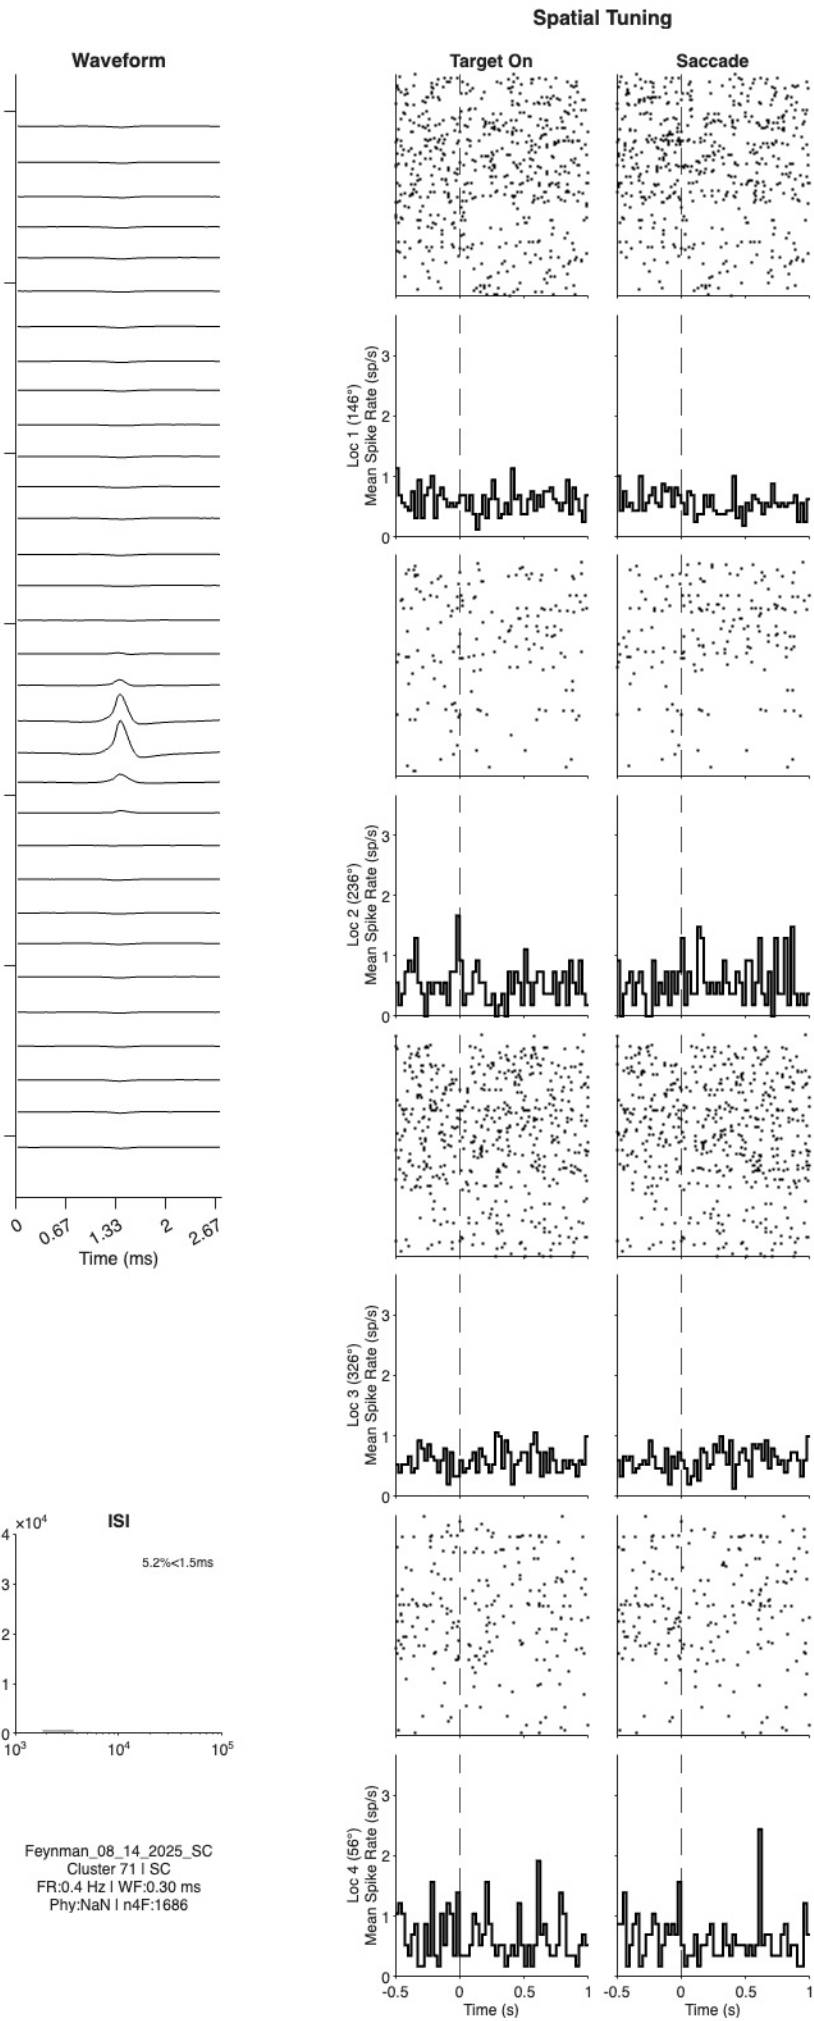 Spatial Tuning
Waveform
Target On
Saccade
0 0.67 1.33 2 2.67
Time (ms)
Loc 1 (146°)
Mean Spike Rate (sp/s)
3
2
1
0
Loc 2 (236°)
Mean Spike Rate (sp/s)
3
2
1
0
Loc 3 (326°)
Mean Spike Rate (sp/s)
3
2
1
0
ISI
×10⁴
5.2%<1.5ms
4
3
2
1
0
10³ 10⁴ 10⁵
Feynman_08_14_2025_SC
Cluster 71 | SC
FR:0.4 Hz | WF:0.30 ms
Phy:NaN | n4F:1686
Loc 4 (56°)
Mean Spike Rate (sp/s)
3
2
1
0
-0.5 0 0.5 1
Time (s)
-0.5 0 0.5 1
Time (s)